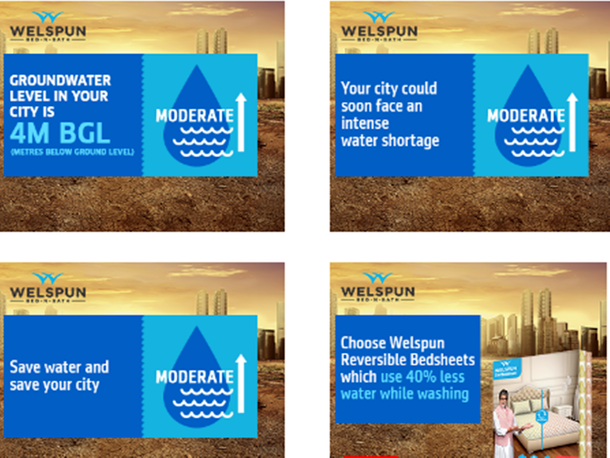 WELSPUN
BED-N-BATH
GROUNDWATER
LEVEL IN YOUR
CITY IS
4M BGL
(METRES BELOW GROUND LEVEL)
MODERATE
WELSPUN
BED-N-BATH
Your city could
soon face an
intense
water shortage
MODERATE
WELSPUN
BED-N-BATH
Save water and
save your city
MODERATE
WELSPUN
BED-N-BATH
Choose Welspun
Reversible Bedsheets
which use 40% less
water while washing
WELSPUN